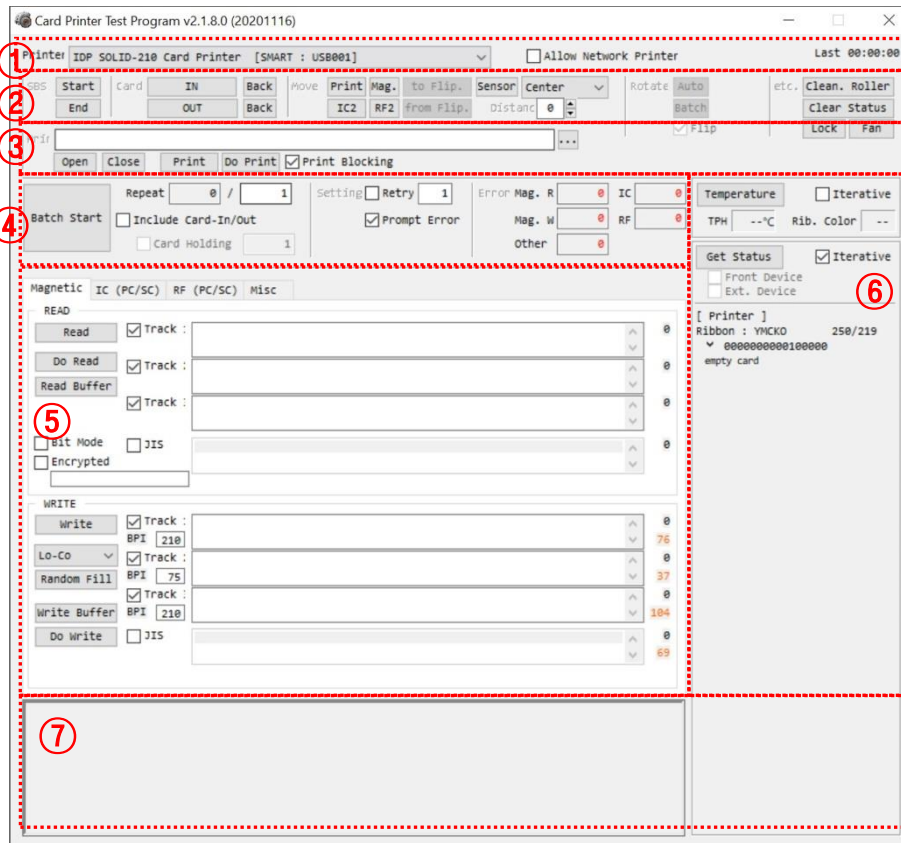 Card Printer Test Program v2.1.8.0 (20201116)
① Printer IDP SOLID-210 Card Printer [SMART : USB001] Allow Network Printer Last 00:00:00
② SBS Start Card IN Back Move Print Mag. to Flip. Sensor Center Rotate Auto etc. Clean. Roller
End OUT Back IC2 RF2 from Flip. Distanc 0 Batch Clear Status
Flip Lock Fan
③ ...
Open Close Print Do Print Print Blocking
④ Batch Start Repeat 0 / 1 Setting Retry 1 Error Mag. R 0 IC 0 Temperature Iterative
Include Card-In/Out Prompt Error Mag. W 0 RF 0 TPH --℃ Rib. Color --
Card Holding 1 Other 0
Get Status Iterative
⑥
Front Device
Ext. Device
Magnetic IC (PC/SC) RF (PC/SC) Misc
[ Printer ]
Ribbon : YMCKO 250/219
0000000000100000
empty card
READ
Read Track : 0
Do Read Track : 0
Read Buffer
Track : 0
⑤
Bit Mode JIS 0
Encrypted
WRITE
Write Track : 0
BPI 210 76
Lo-Co Track : 0
Random Fill BPI 75 37
Track : 0
Write Buffer BPI 210 104
Do Write JIS 0
69
⑦